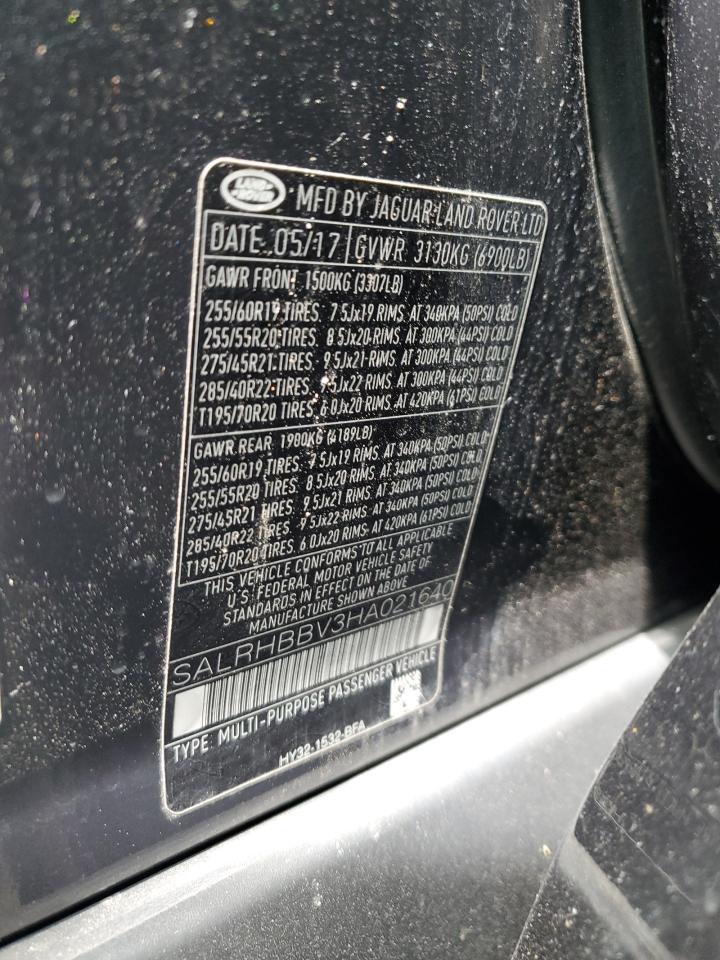 LAND ROVER
MFD BY JAGUAR LAND ROVER LTD
DATE 05/17 GVWR 3130KG (6900LB)
GAWR FRONT 1500KG (3307LB)
255/60R19 TIRES, 7.5Jx19 RIMS, AT 340KPA (50PSI) COLD
255/55R20 TIRES, 8.5Jx20 RIMS, AT 300KPA (44PSI) COLD
275/45R21 TIRES, 9.5Jx21 RIMS, AT 300KPA (44PSI) COLD
285/40R22 TIRES, 9.5Jx22 RIMS, AT 300KPA (44PSI) COLD
T195/70R20 TIRES, 6.0Jx20 RIMS, AT 420KPA (61PSI) COLD
GAWR REAR 1900KG (4189LB)
255/60R19 TIRES, 7.5Jx19 RIMS, AT 340KPA (50PSI) COLD
255/55R20 TIRES, 8.5Jx20 RIMS, AT 340KPA (50PSI) COLD
275/45R21 TIRES, 9.5Jx21 RIMS, AT 340KPA (50PSI) COLD
285/40R22 TIRES, 9.5Jx22 RIMS, AT 340KPA (50PSI) COLD
T195/70R20 TIRES, 6.0Jx20 RIMS, AT 420KPA (61PSI) COLD
THIS VEHICLE CONFORMS TO ALL APPLICABLE
U.S. FEDERAL MOTOR VEHICLE SAFETY
STANDARDS IN EFFECT ON THE DATE OF
MANUFACTURE SHOWN ABOVE
SALRHBBV3HA021640
TYPE: MULTI-PURPOSE PASSENGER VEHICLE
HY32-1532-BFA